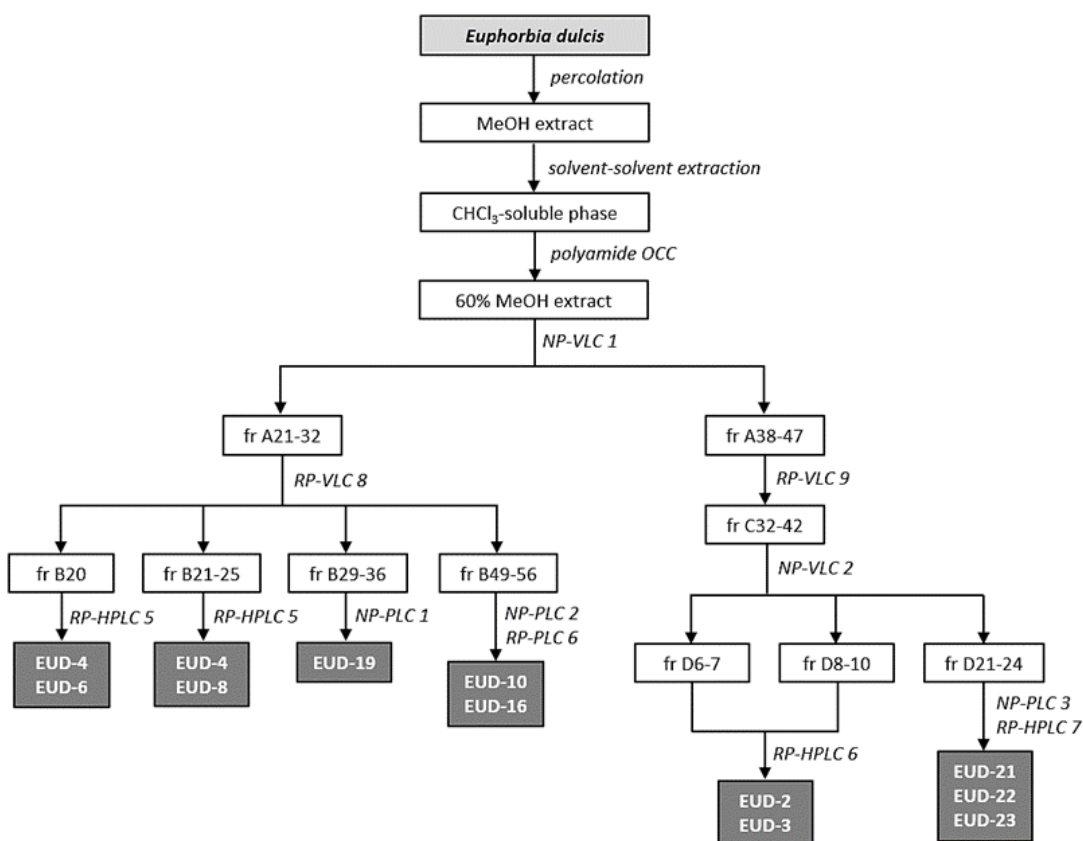 Euphorbia dulcis
percolation
MeOH extract
solvent-solvent extraction
CHCl₃-soluble phase
polyamide OCC
60% MeOH extract
NP-VLC 1
fr A21-32
fr A38-47
RP-VLC 8
RP-VLC 9
fr C32-42
fr B20
fr B21-25
fr B29-36
fr B49-56
NP-VLC 2
RP-HPLC 5
RP-HPLC 5
NP-PLC 1
NP-PLC 2
RP-PLC 6
EUD-4
EUD-6
EUD-4
EUD-8
EUD-19
EUD-10
EUD-16
fr D6-7
fr D8-10
fr D21-24
NP-PLC 3
RP-HPLC 7
RP-HPLC 6
EUD-2
EUD-3
EUD-21
EUD-22
EUD-23